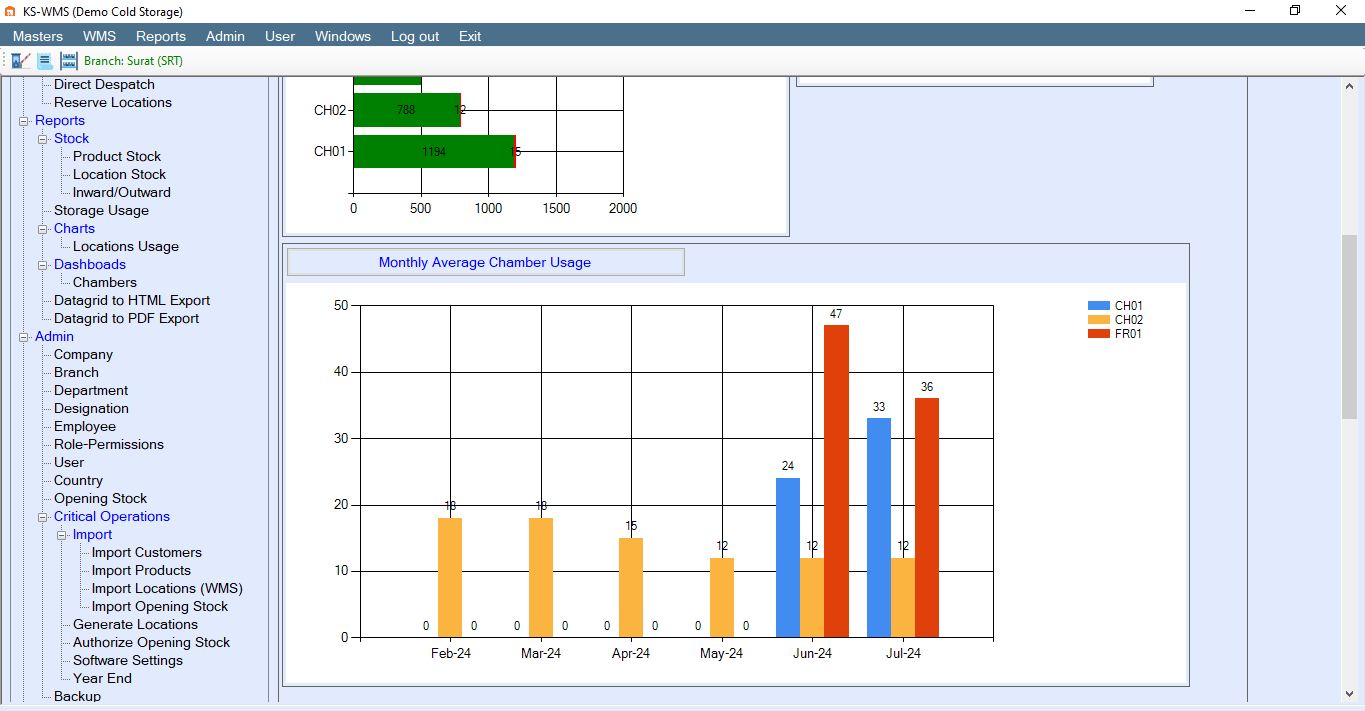 KS-WMS (Demo Cold Storage)
Masters WMS Reports Admin User Windows Log out Exit
Branch: Surat (SRT)
Direct Despatch
Reserve Locations
Reports
Stock
Product Stock
Location Stock
Inward/Outward
Storage Usage
Charts
Locations Usage
Dashboads
Chambers
Datagrid to HTML Export
Datagrid to PDF Export
Admin
Company
Branch
Department
Designation
Employee
Role-Permissions
User
Country
Opening Stock
Critical Operations
Import
Import Customers
Import Products
Import Locations (WMS)
Import Opening Stock
Generate Locations
Authorize Opening Stock
Software Settings
Year End
Backup
CH02 788 12
CH01 1194 15
0 500 1000 1500 2000
Monthly Average Chamber Usage
CH01
CH02
FR01
50
47
40
36
33
30
24
20
18 18 15 12 12 12
10
0 0 0 0 0 0 0 0
0
Feb-24 Mar-24 Apr-24 May-24 Jun-24 Jul-24